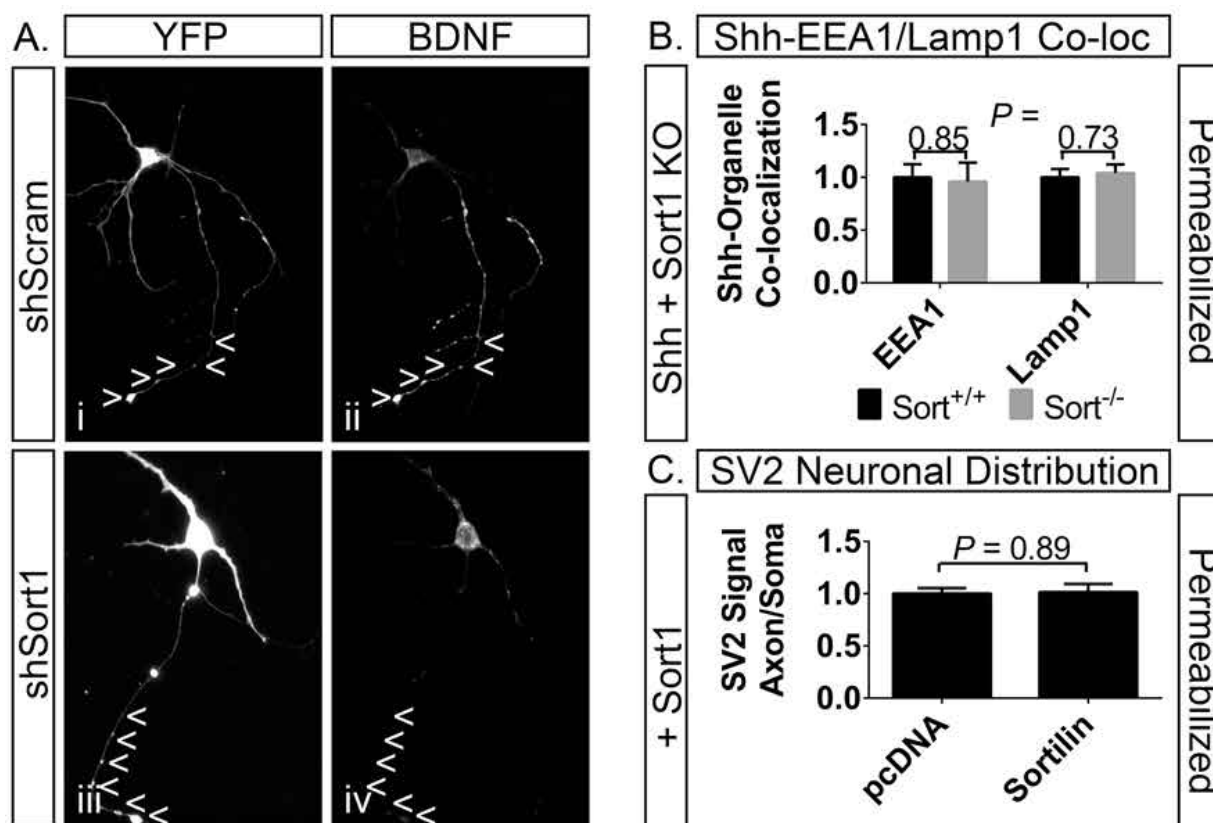 A.
YFP
BDNF
shScram
i
ii
shSort1
iii
iv
> > > < <
> > > < <
< < < < <
< < < < <
B.
Shh-EEA1/Lamp1 Co-loc
Shh + Sort1 KO
Permeabilized
Shh-Organelle
Co-localization
P =
0.85
0.73
1.5
1.0
0.5
0.0
EEA1
Lamp1
Sort+/+
Sort-/-
C.
SV2 Neuronal Distribution
+ Sort1
Permeabilized
SV2 Signal
Axon/Soma
P = 0.89
1.5
1.0
0.5
0.0
pcDNA
Sortilin